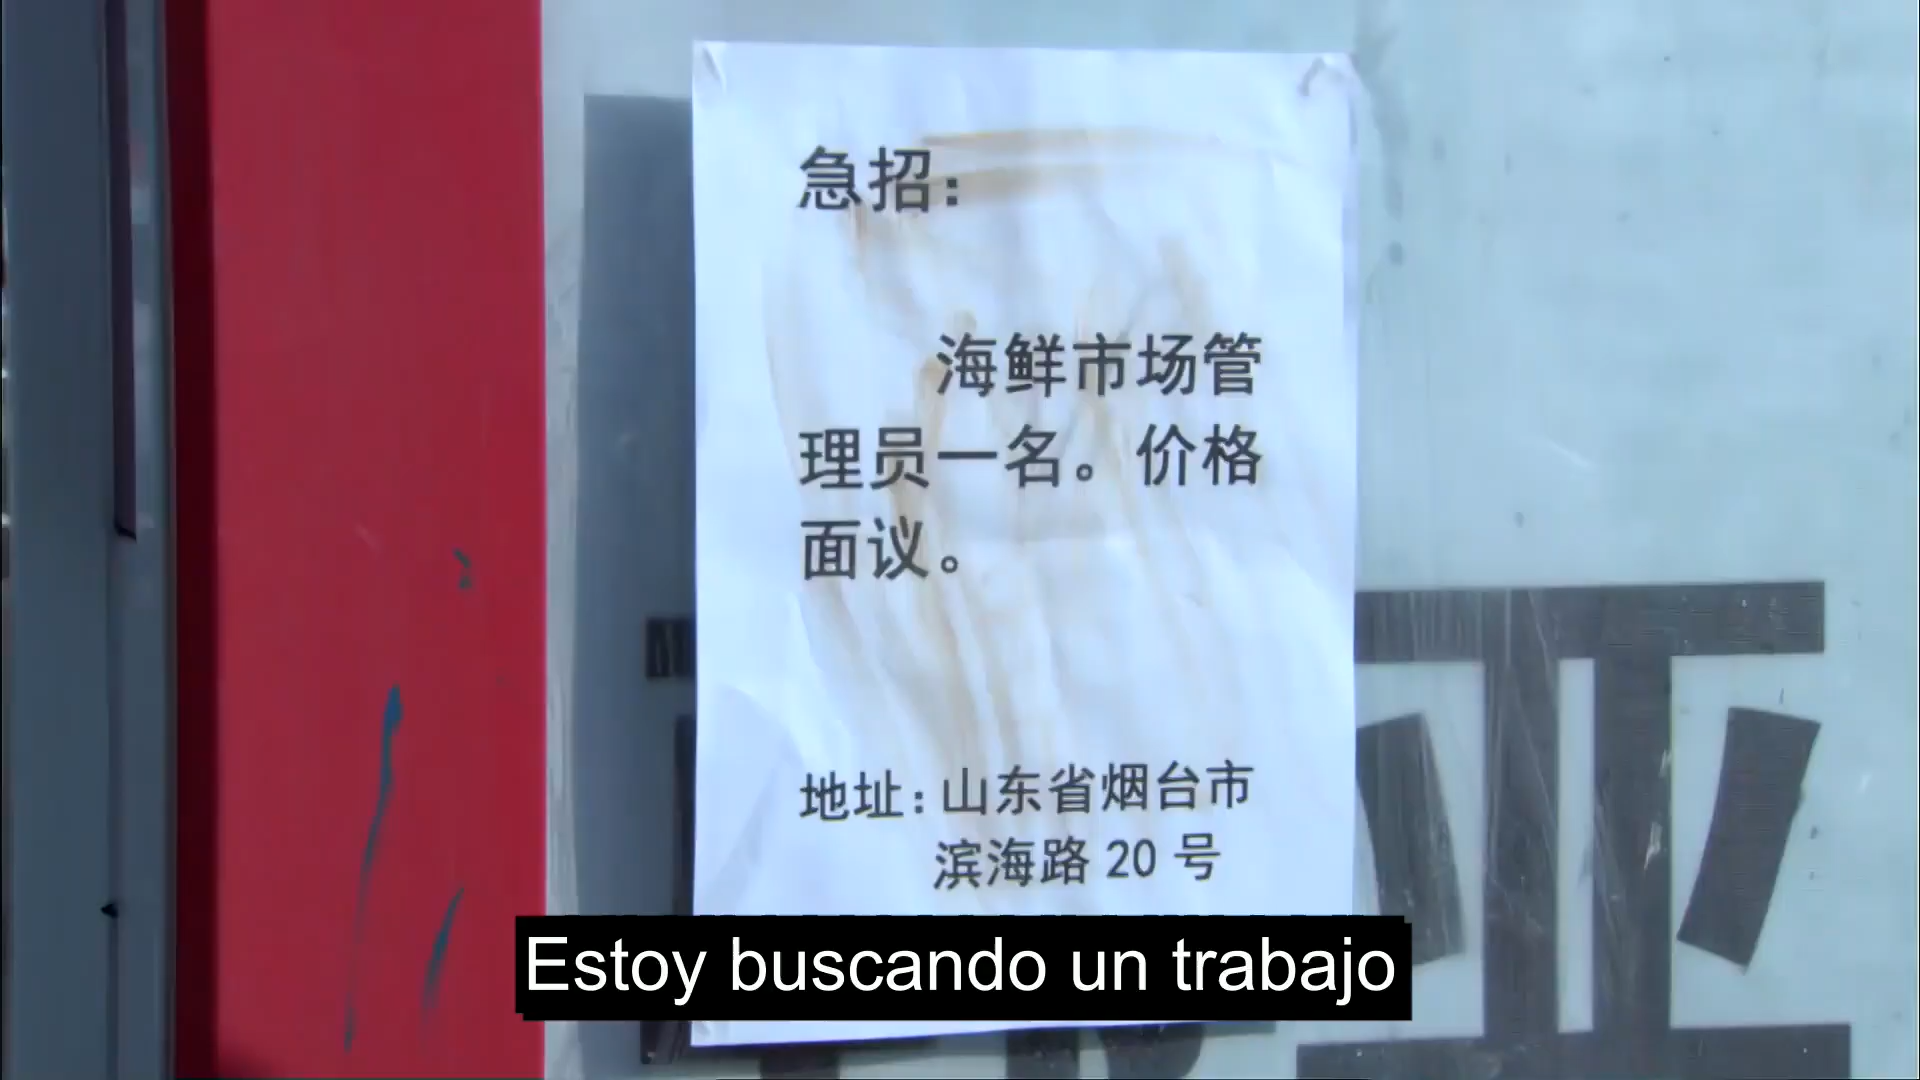 急招：
海鲜市场管
理员一名。价格
面议。
地址：山东省烟台市
滨海路 20 号
亚
Estoy buscando un trabajo